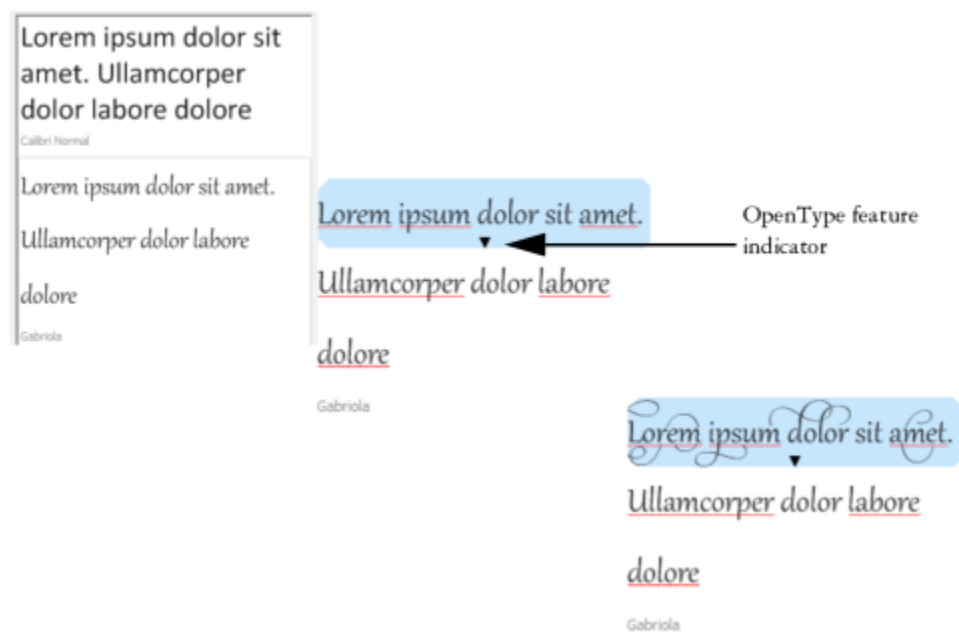 Lorem ipsum dolor sit
amet. Ullamcorper
dolor labore dolore
Calibri Normal
Lorem ipsum dolor sit amet.
Ullamcorper dolor labore
dolore
Gabriola
Lorem ipsum dolor sit amet.
Ullamcorper dolor labore
dolore
Gabriola
OpenType feature
indicator
Lorem ipsum dolor sit amet.
Ullamcorper dolor labore
dolore
Gabriola